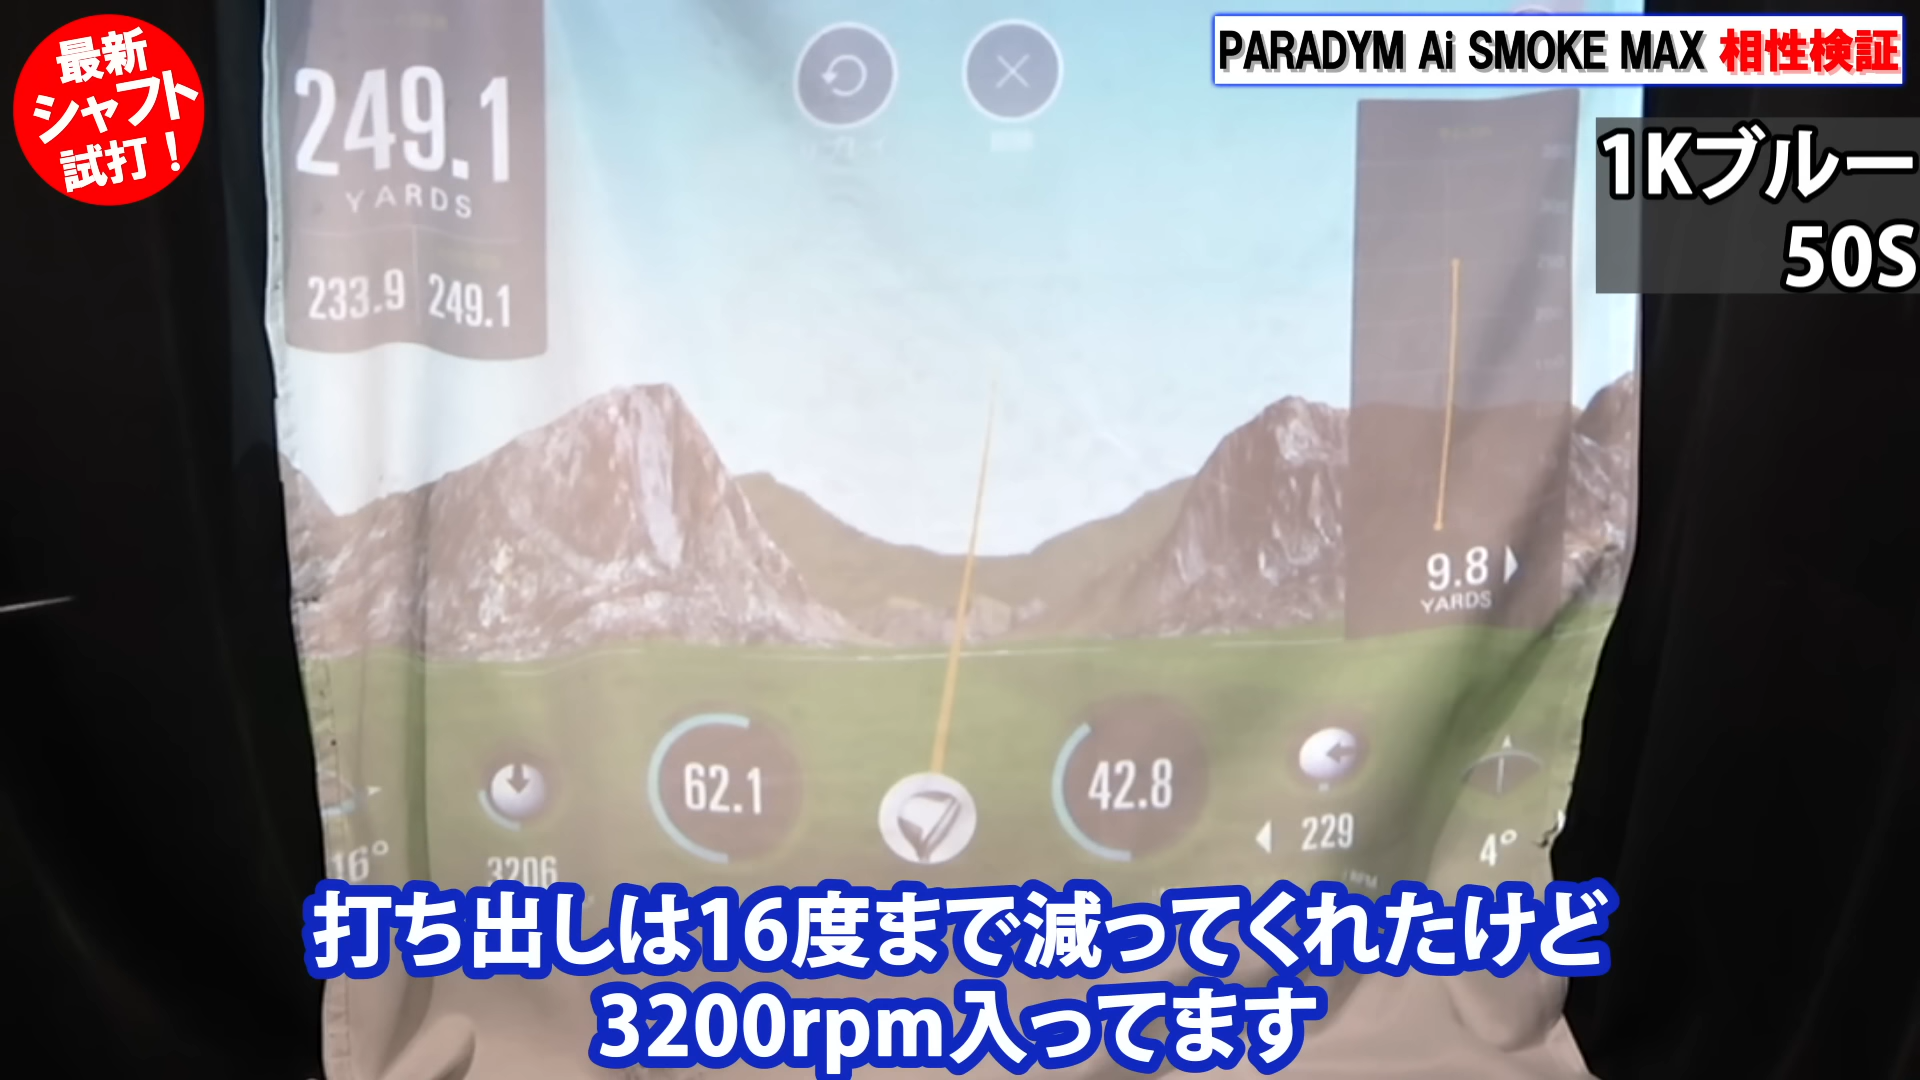 最新
シャフト
試打！
PARADYM Ai SMOKE MAX 相性検証
1Kブルー
50S
249.1
YARDS
233.9 249.1
9.8
YARDS
62.1
42.8
229
16°
3206
4°
打ち出しは16度まで減ってくれたけど
3200rpm入ってます